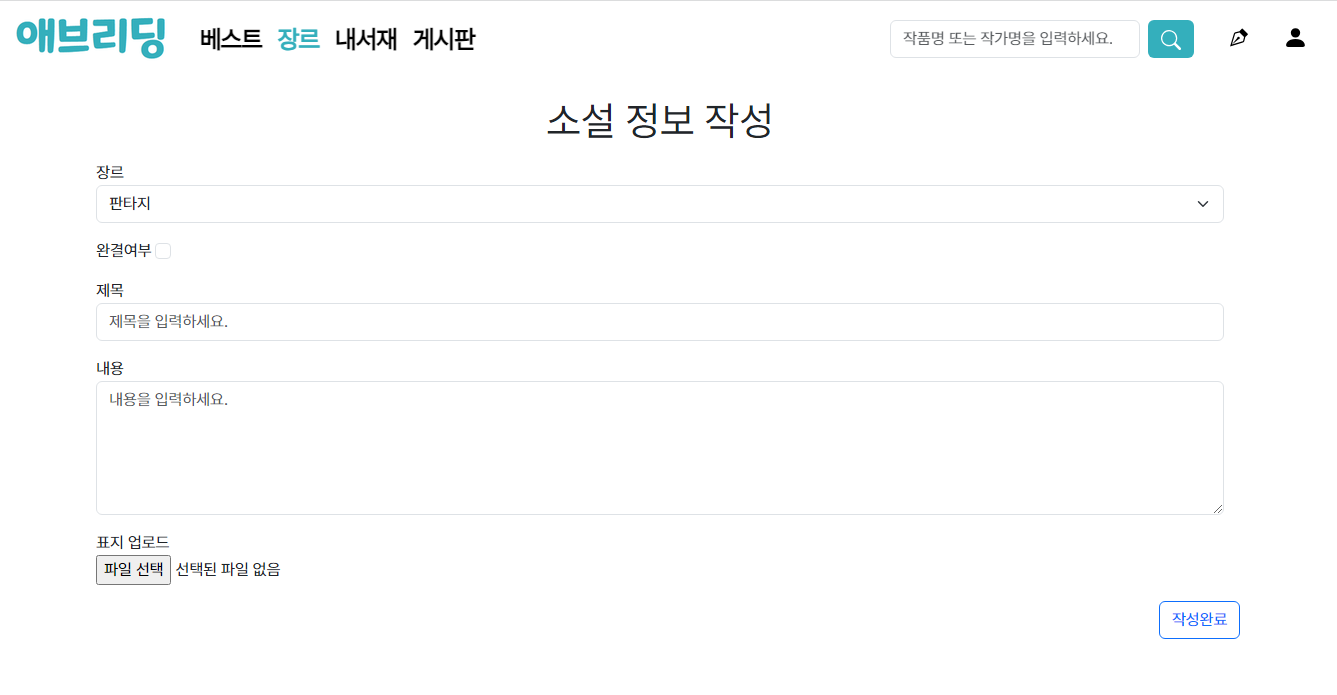 애브리딩 베스트 장르 내서재 게시판 작품명 또는 작가명을 입력하세요.
소설 정보 작성
장르
판타지
완결여부
제목
제목을 입력하세요.
내용
내용을 입력하세요.
표지 업로드
파일 선택 선택된 파일 없음
작성완료